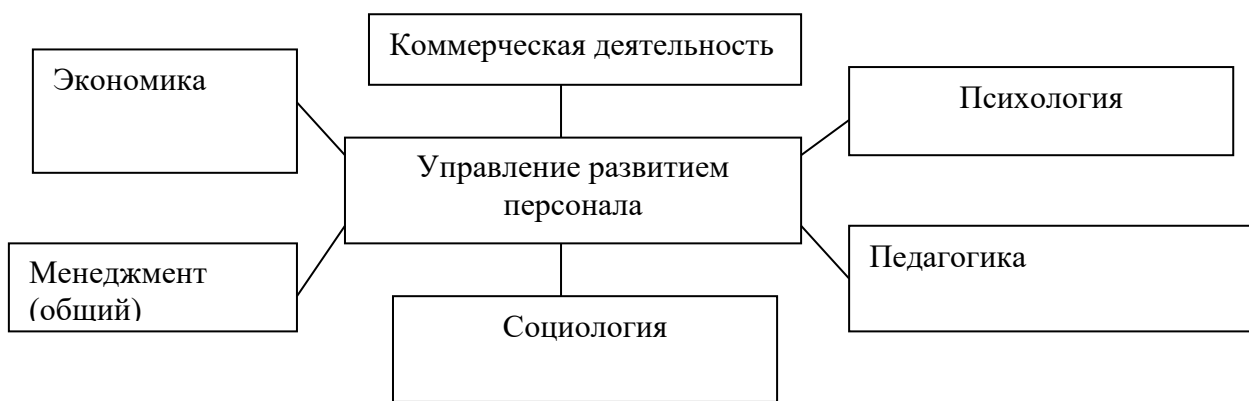 Коммерческая деятельность
Экономика
Психология
Управление развитием
персонала
Менеджмент
(общий)
Педагогика
Социология